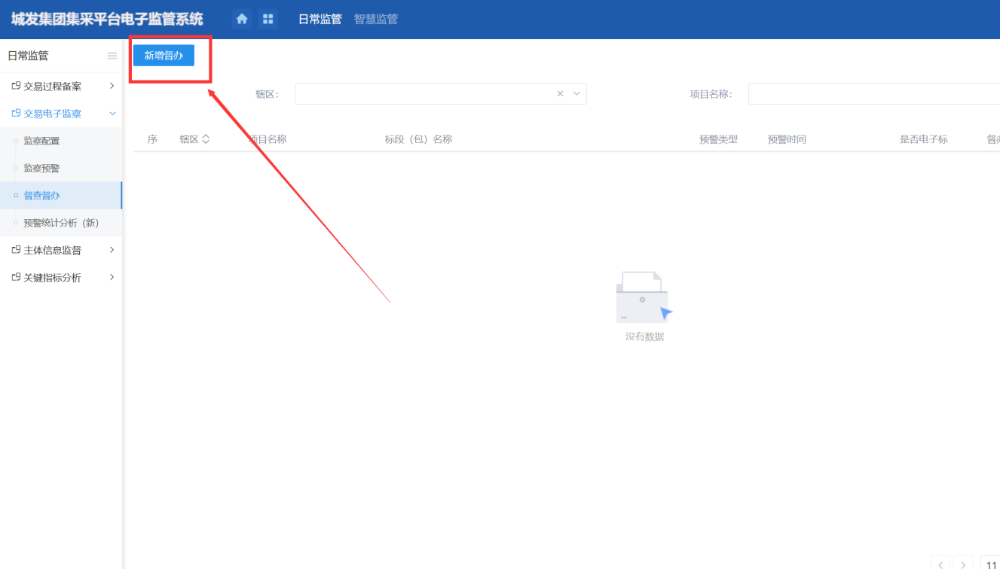 城发集团集采平台电子监管系统 日常监管 智慧监管
日常监管
新增督办
交易过程备案
辖区： 项目名称：
交易电子监察
序 辖区 项目名称 标段（包）名称 预警类型 预警时间 是否电子标
监察配置
监察预警
督查督办
预警统计分析（新）
主体信息监督
关键指标分析
没有数据
11